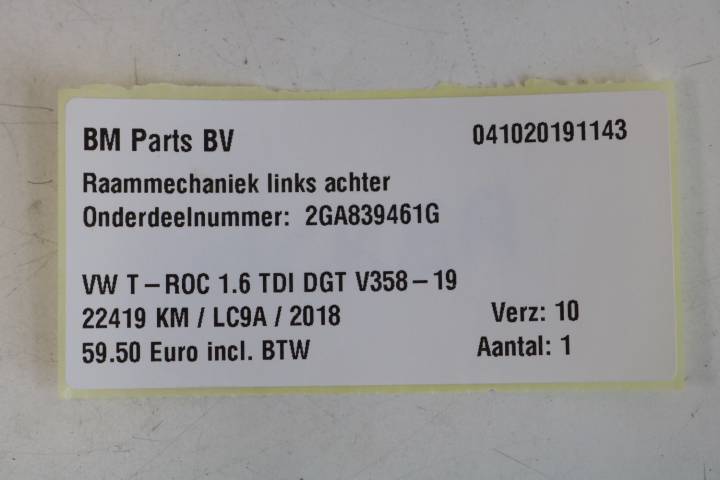 BM Parts BV 041020191143
Raammechaniek links achter
Onderdeelnummer: 2GA839461G
VW T-ROC 1.6 TDI DGT V358-19
22419 KM / LC9A / 2018 Verz: 10
59.50 Euro incl. BTW Aantal: 1